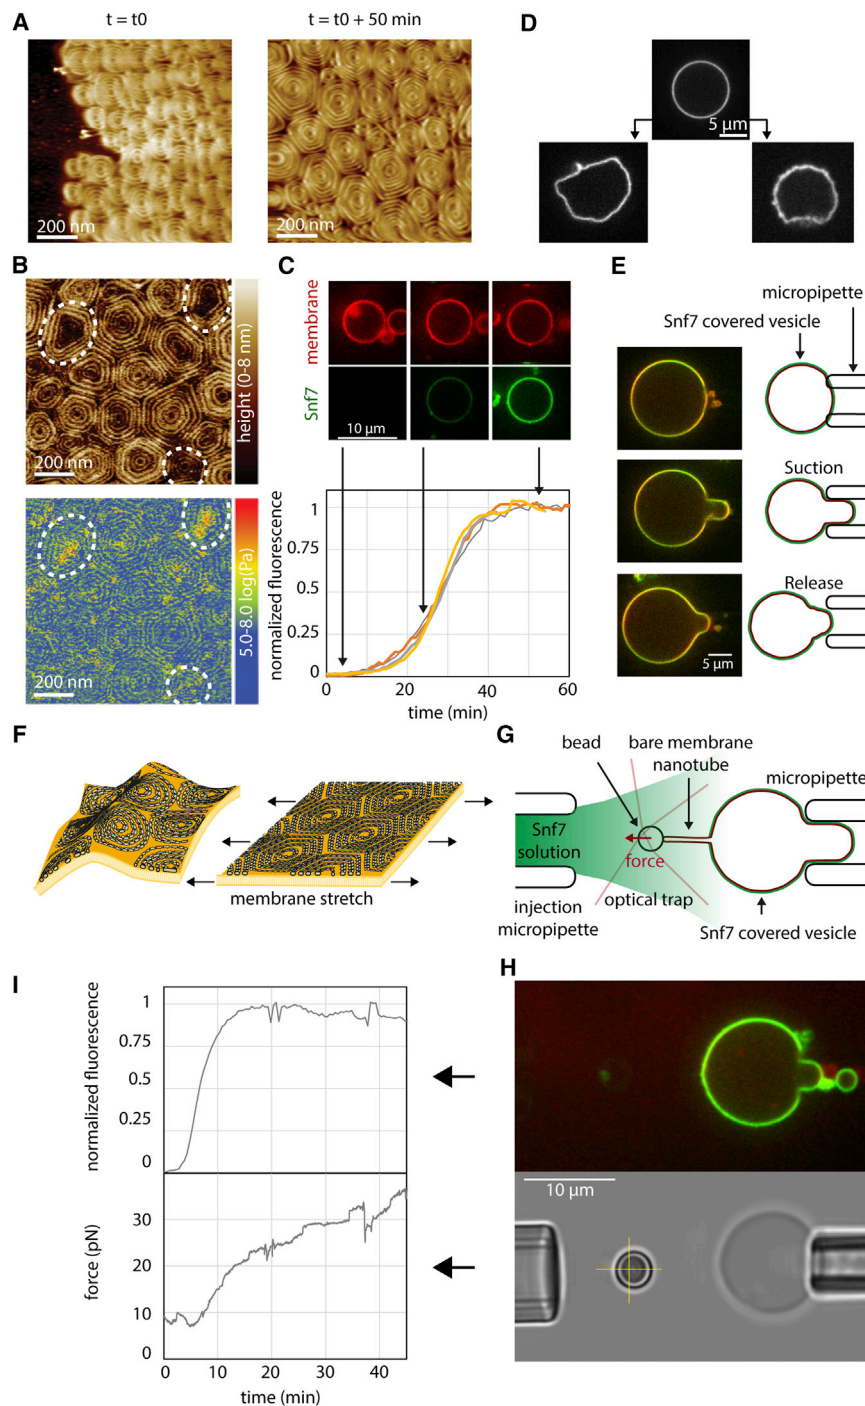 A
t = t0
t = t0 + 50 min
200 nm
200 nm
D
5 μm
B
height (0-8 nm)
200 nm
5.0-8.0 log(Pa)
200 nm
C
membrane
Snf7
10 μm
normalized fluorescence
1
0.75
0.5
0.25
0
0
20
40
60
time (min)
E
micropipette
Snf7 covered vesicle
Suction
Release
5 μm
F
membrane stretch
G
bead
bare membrane
nanotube
micropipette
Snf7
solution
force
injection
micropipette
optical trap
Snf7 covered vesicle
H
10 μm
I
normalized fluorescence
1
0.75
0.5
0.25
0
force (pN)
30
20
10
0
0
10
20
30
40
time (min)